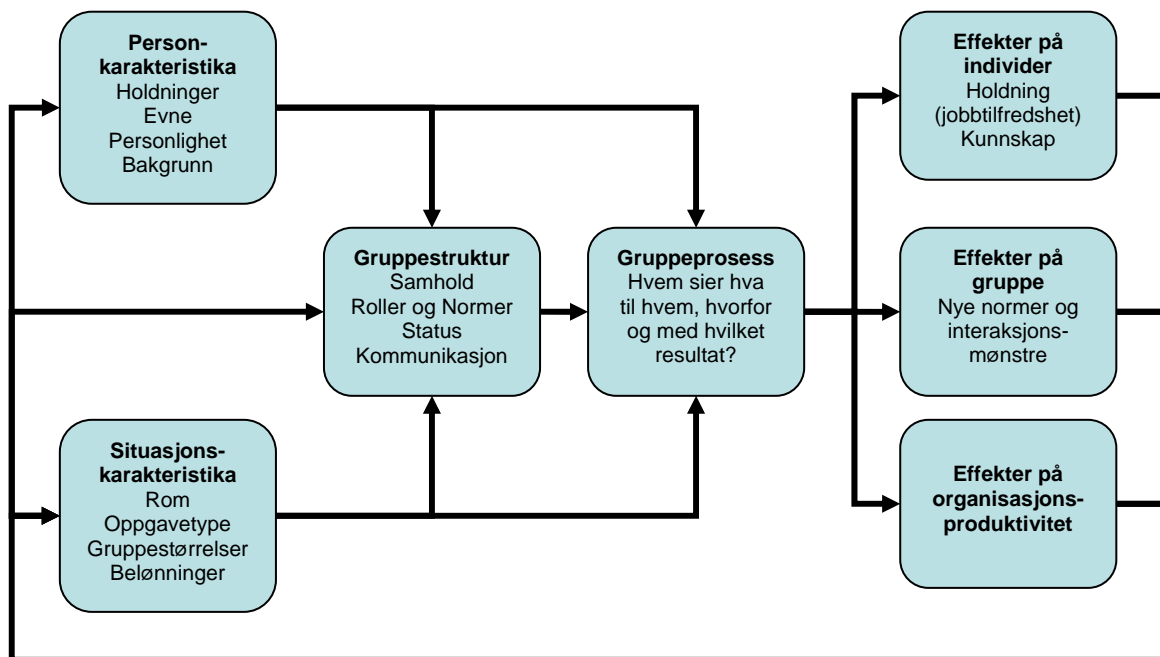 Person-
karakteristika
Holdninger
Evne
Personlighet
Bakgrunn
Situasjons-
karakteristika
Rom
Oppgavetype
Gruppestørrelser
Belønninger
Gruppestruktur
Samhold
Roller og Normer
Status
Kommunikasjon
Gruppeprosess
Hvem sier hva
til hvem, hvorfor
og med hvilket
resultat?
Effekter på
individer
Holdning
(jobbtilfredshet)
Kunnskap
Effekter på
gruppe
Nye normer og
interaksjons-
mønstre
Effekter på
organisasjons-
produktivitet